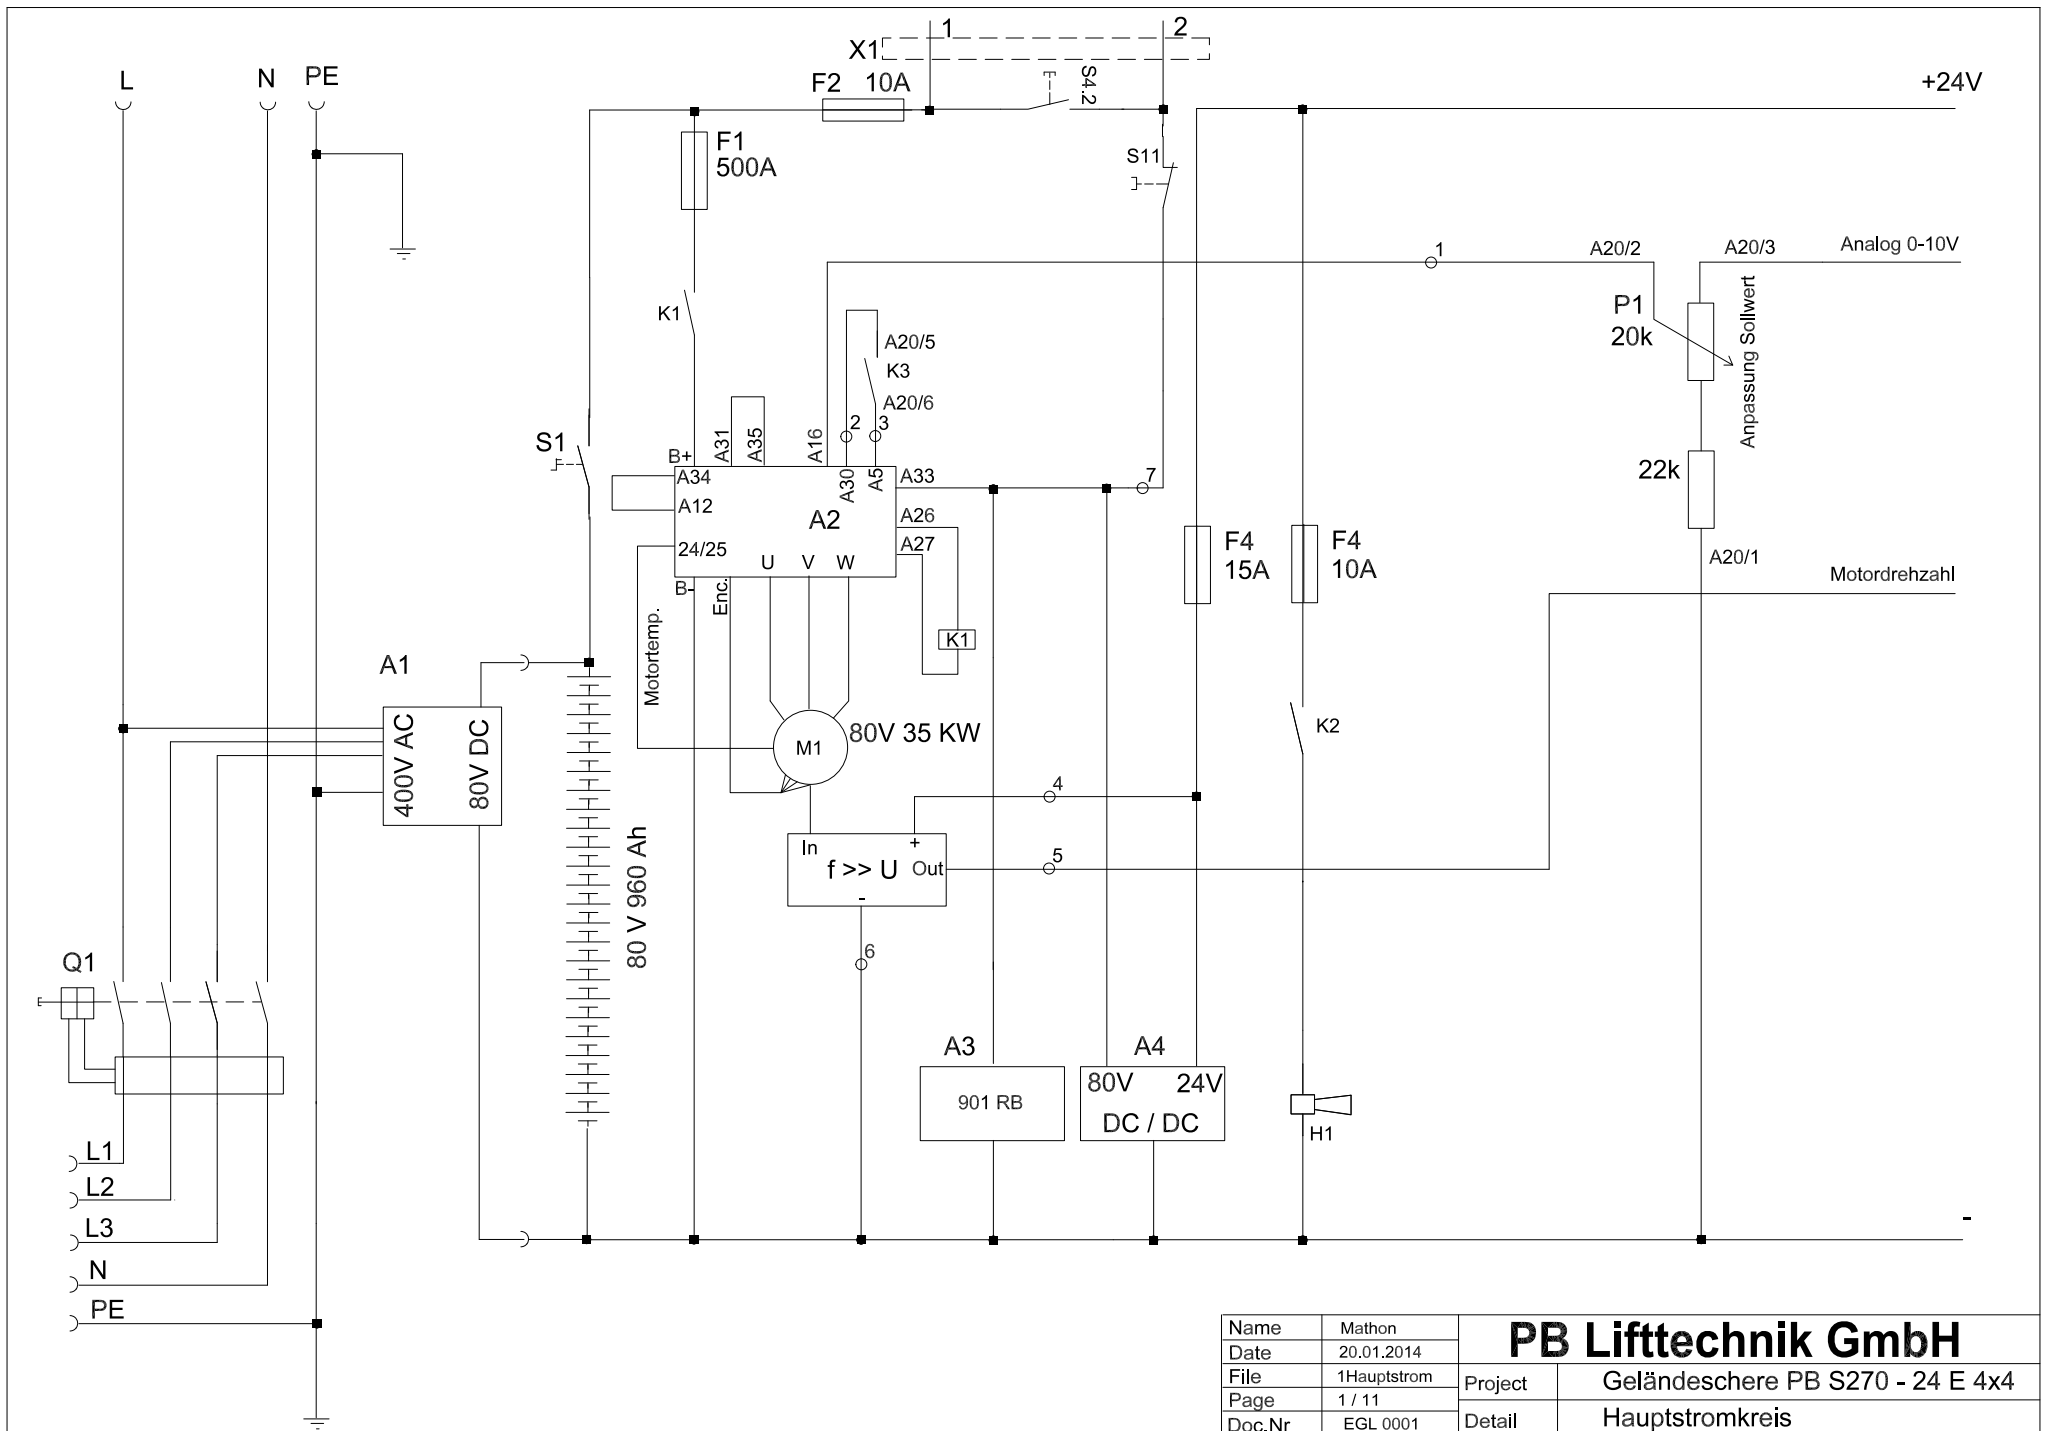 1
2
X1
L
N
PE
F2
10A
S4.2
+24V
F1
500A
S11
1
A20/2
A20/3
Analog 0-10V
P1
20k
Anpassung Sollwert
K1
A20/5
K3
A20/6
2
3
S1
B+
A31
A35
A16
A30
A5
A33
7
22k
A34
A12
A2
A26
A27
24/25
U
V
W
B-
Enc.
Motortemp.
K1
F4
15A
F4
10A
A20/1
Motordrehzahl
A1
400V AC
80V DC
80 V 960 Ah
M1
80V 35 KW
K2
4
In
+
f >> U
Out
-
5
6
Q1
A3
901 RB
A4
80V
24V
DC / DC
H1
L1
L2
L3
N
PE
-
Name
Mathon
PB Lifttechnik GmbH
Date
20.01.2014
File
1Hauptstrom
Project
Geländeschere PB S270 - 24 E 4x4
Page
1 / 11
Doc.Nr
EGL 0001
Detail
Hauptstromkreis